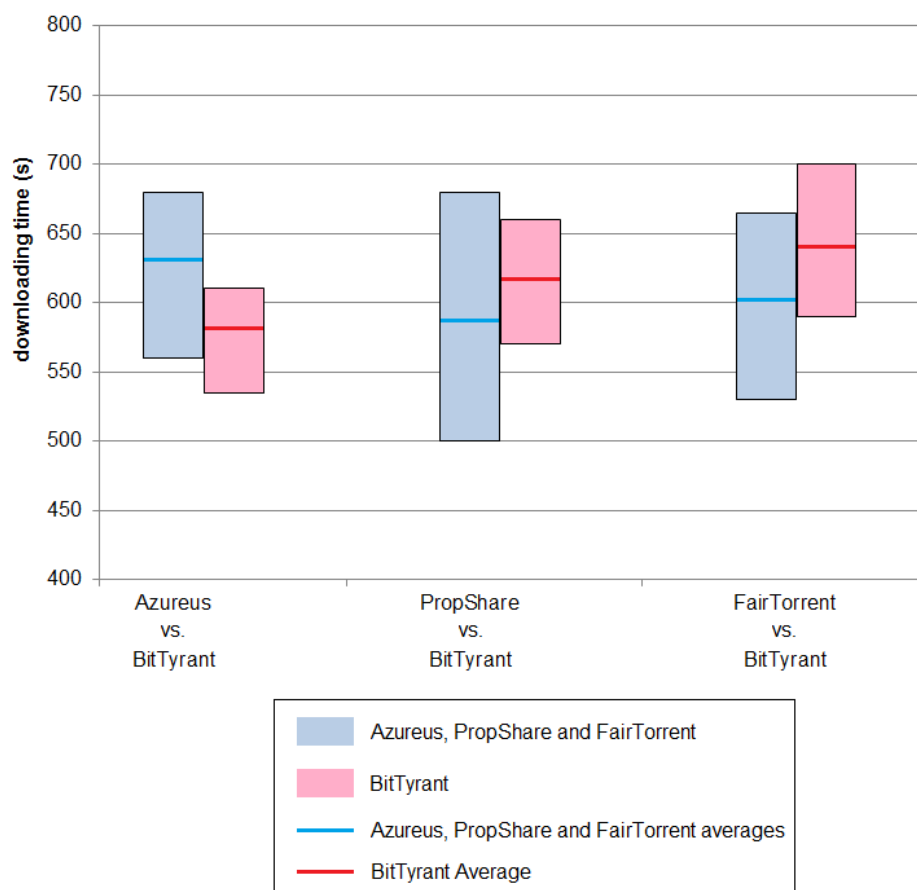 800
750
700
650
600
550
500
450
400
downloading time (s)
Azureus
vs.
BitTyrant
PropShare
vs.
BitTyrant
FairTorrent
vs.
BitTyrant
Azureus, PropShare and FairTorrent
BitTyrant
Azureus, PropShare and FairTorrent averages
BitTyrant Average